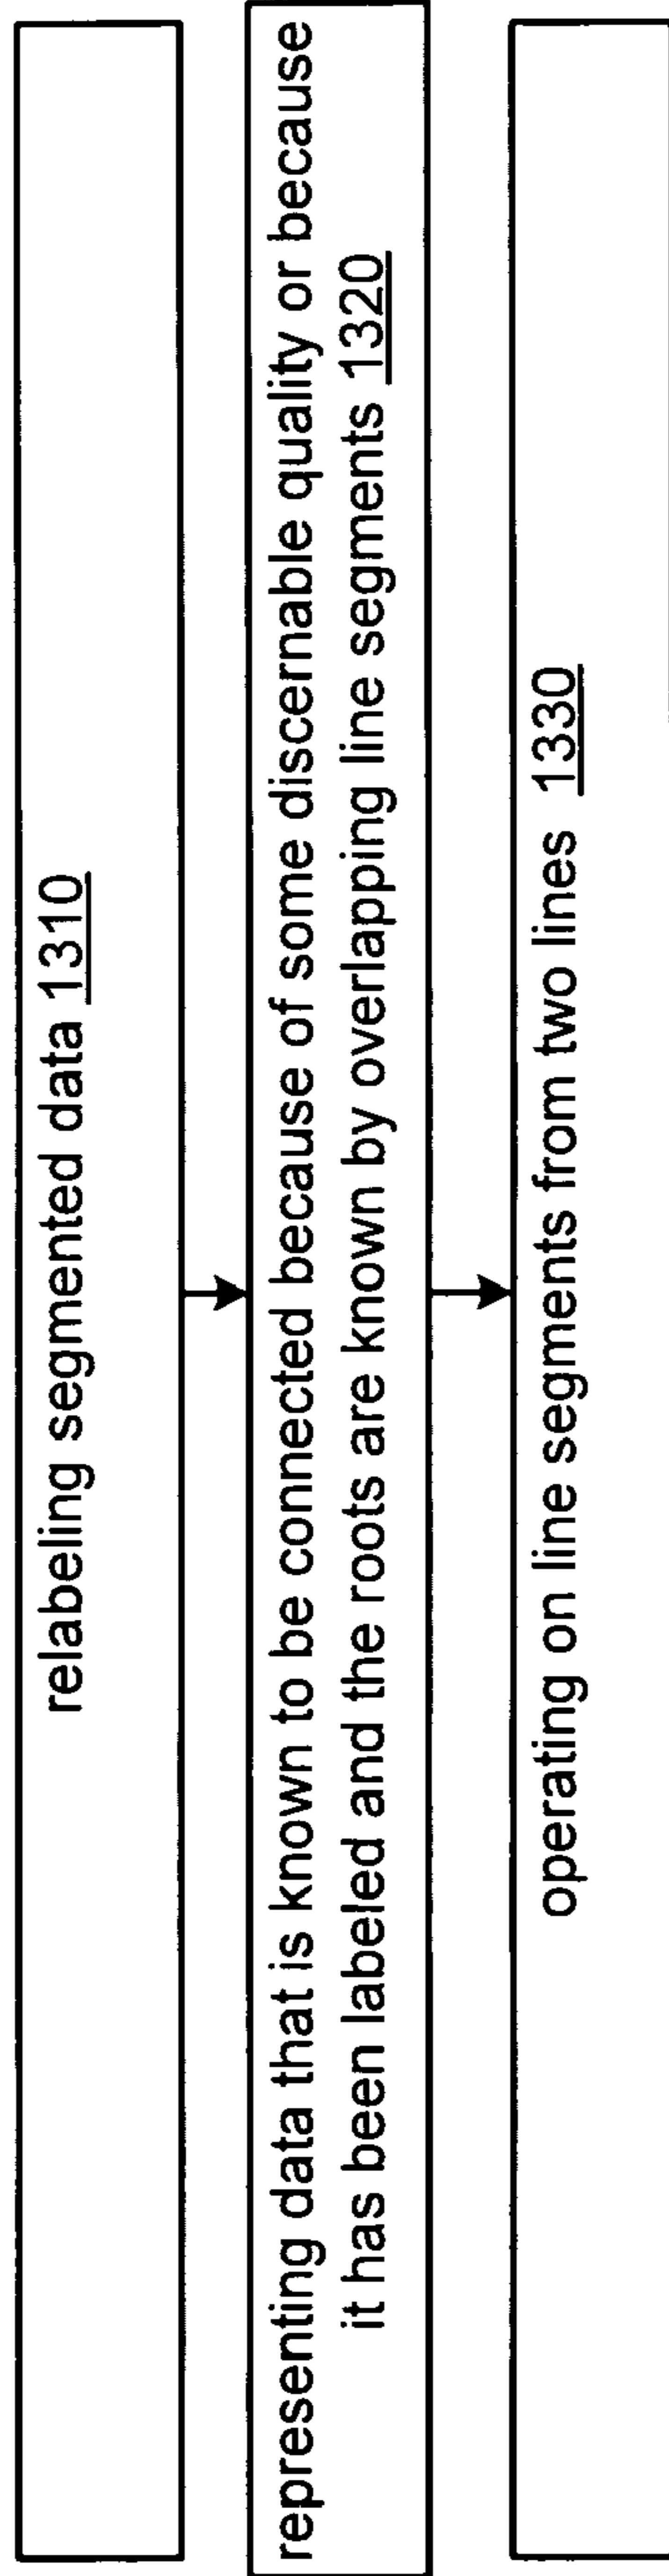 relabeling segmented data 1310
representing data that is known to be connected because of some discernable quality or because
it has been labeled and the roots are known by overlapping line segments 1320
operating on line segments from two lines 1330